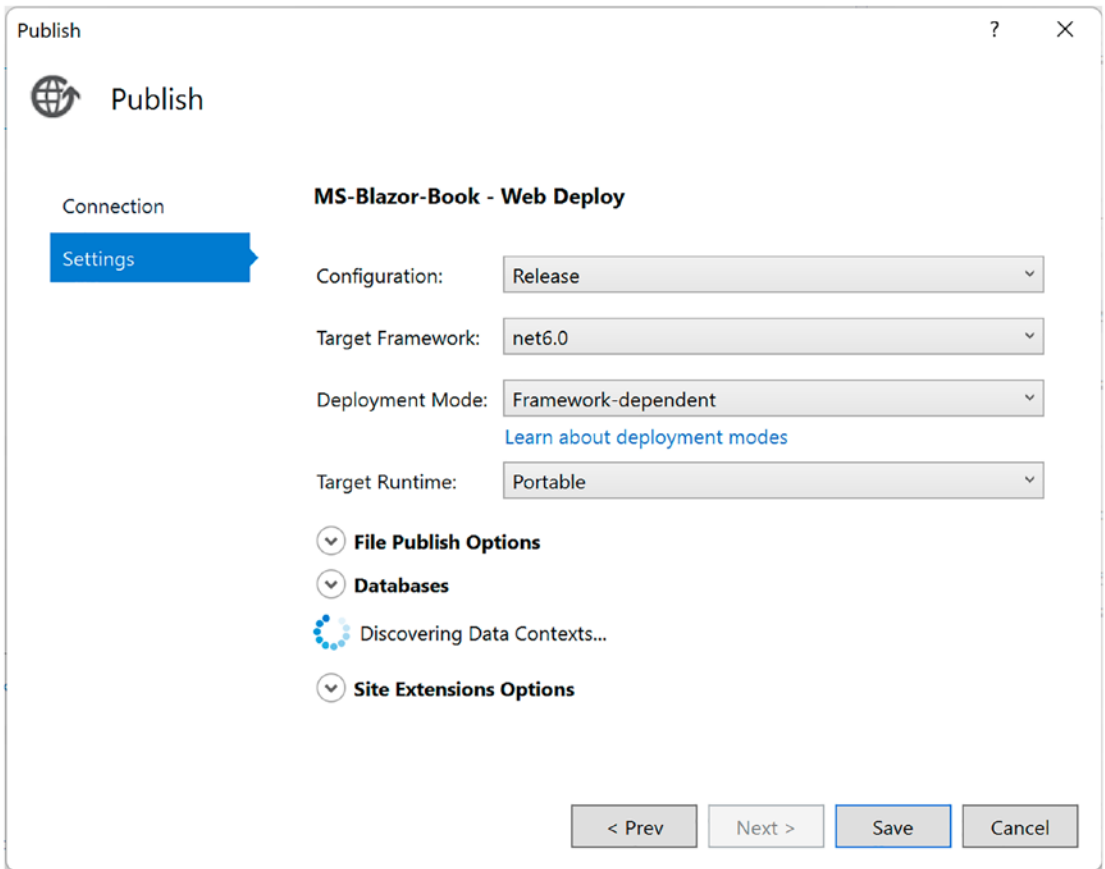 Publish ?
Publish
Connection
Settings
MS-Blazor-Book - Web Deploy
Configuration: Release
Target Framework: net6.0
Deployment Mode: Framework-dependent
Learn about deployment modes
Target Runtime: Portable
File Publish Options
Databases
Discovering Data Contexts...
Site Extensions Options
< Prev Next > Save Cancel